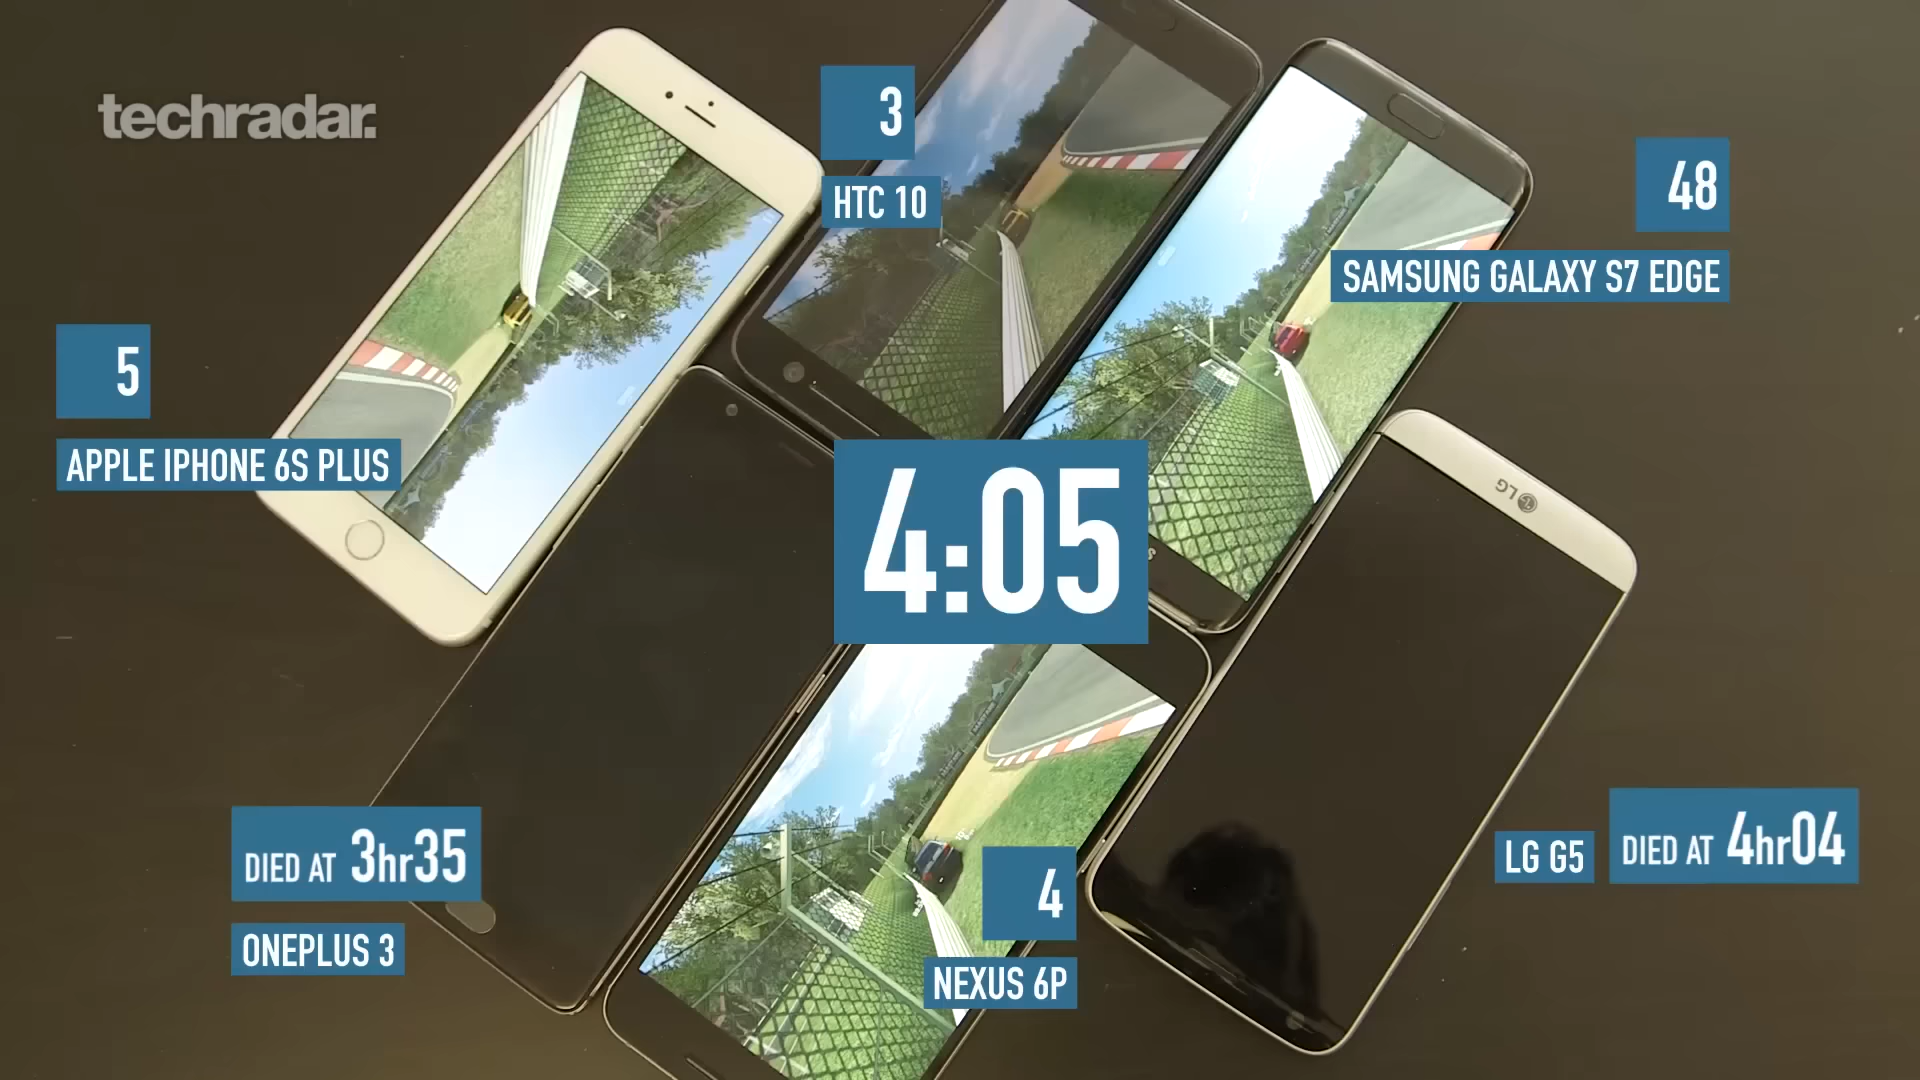 techradar.
3
HTC 10
48
SAMSUNG GALAXY S7 EDGE
5
APPLE IPHONE 6S PLUS
4:05
LG
DIED AT 3hr35
ONEPLUS 3
4
NEXUS 6P
LG G5
DIED AT 4hr04